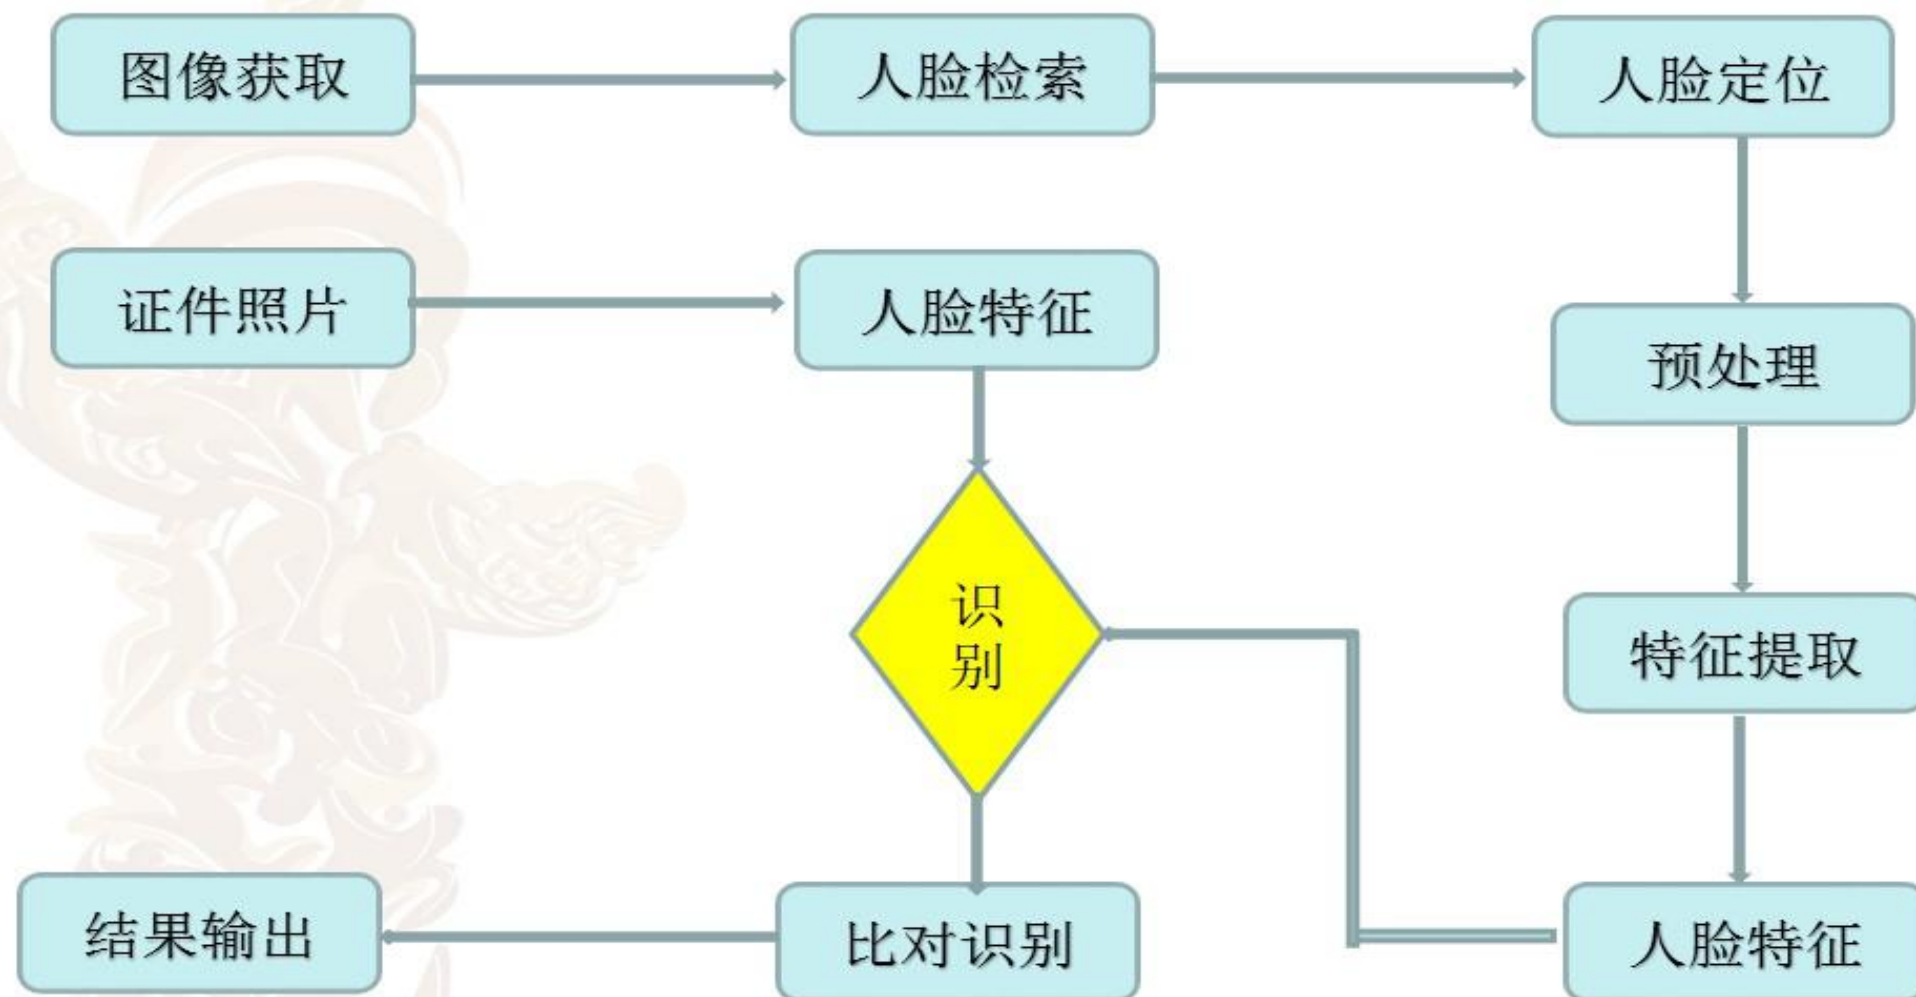 图像获取
人脸检索
人脸定位
证件照片
人脸特征
预处理
识
别
特征提取
结果输出
比对识别
人脸特征